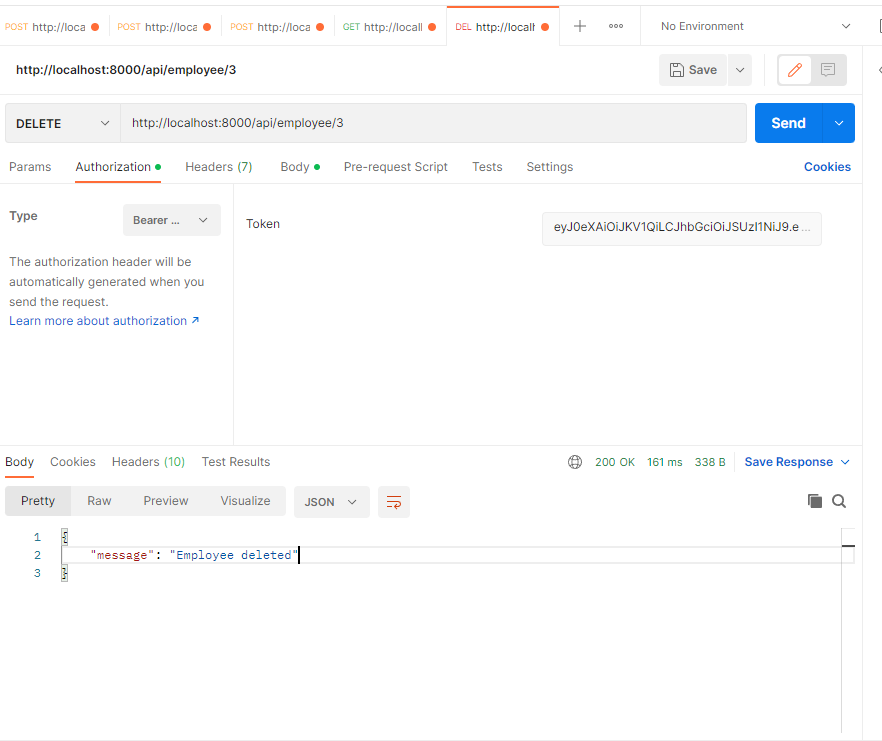 POST http://loca POST http://loca POST http://loca GET http://locall DEL http://localh No Environment
http://localhost:8000/api/employee/3 Save
DELETE http://localhost:8000/api/employee/3 Send
Params Authorization Headers (7) Body Pre-request Script Tests Settings Cookies
Type Bearer ... Token eyJ0eXAiOiJKV1QiLCJhbGciOiJSUzI1NiJ9.e ...
The authorization header will be
automatically generated when you
send the request.
Learn more about authorization ↗
Body Cookies Headers (10) Test Results 200 OK 161 ms 338 B Save Response
Pretty Raw Preview Visualize JSON
1 {
2 "message": "Employee deleted"
3 }